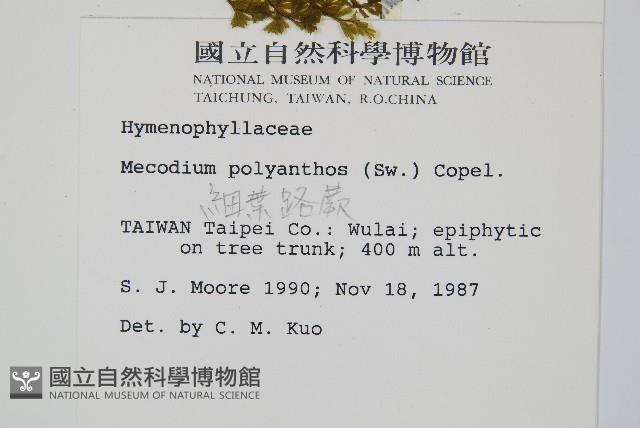 國立自然科學博物館
NATIONAL MUSEUM OF NATURAL SCIENCE
TAICHUNG, TAIWAN, R.O.CHINA
Hymenophyllaceae
Mecodium polyanthos (Sw.) Copel.
細葉蕗蕨
TAIWAN Taipei Co.: Wulai; epiphytic
on tree trunk; 400 m alt.
S. J. Moore 1990; Nov 18, 1987
Det. by C. M. Kuo
國立自然科學博物館
NATIONAL MUSEUM OF NATURAL SCIENCE